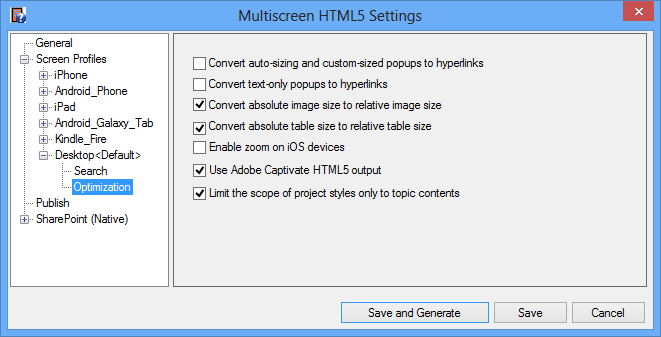 Multiscreen HTML5 Settings
General
Screen Profiles
iPhone
Android_Phone
iPad
Android_Galaxy_Tab
Kindle_Fire
Desktop<Default>
Search
Optimization
Publish
SharePoint (Native)
Convert auto-sizing and custom-sized popups to hyperlinks
Convert text-only popups to hyperlinks
Convert absolute image size to relative image size
Convert absolute table size to relative table size
Enable zoom on iOS devices
Use Adobe Captivate HTML5 output
Limit the scope of project styles only to topic contents
Save and Generate
Save
Cancel